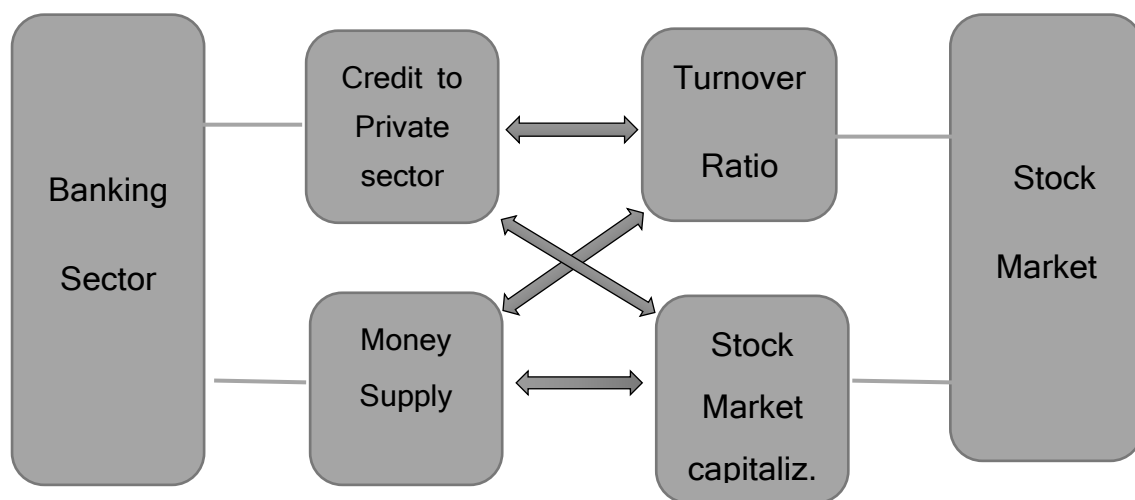 Banking
Sector
Credit to
Private
sector
Money
Supply
Turnover
Ratio
Stock
Market
capitaliz.
Stock
Market